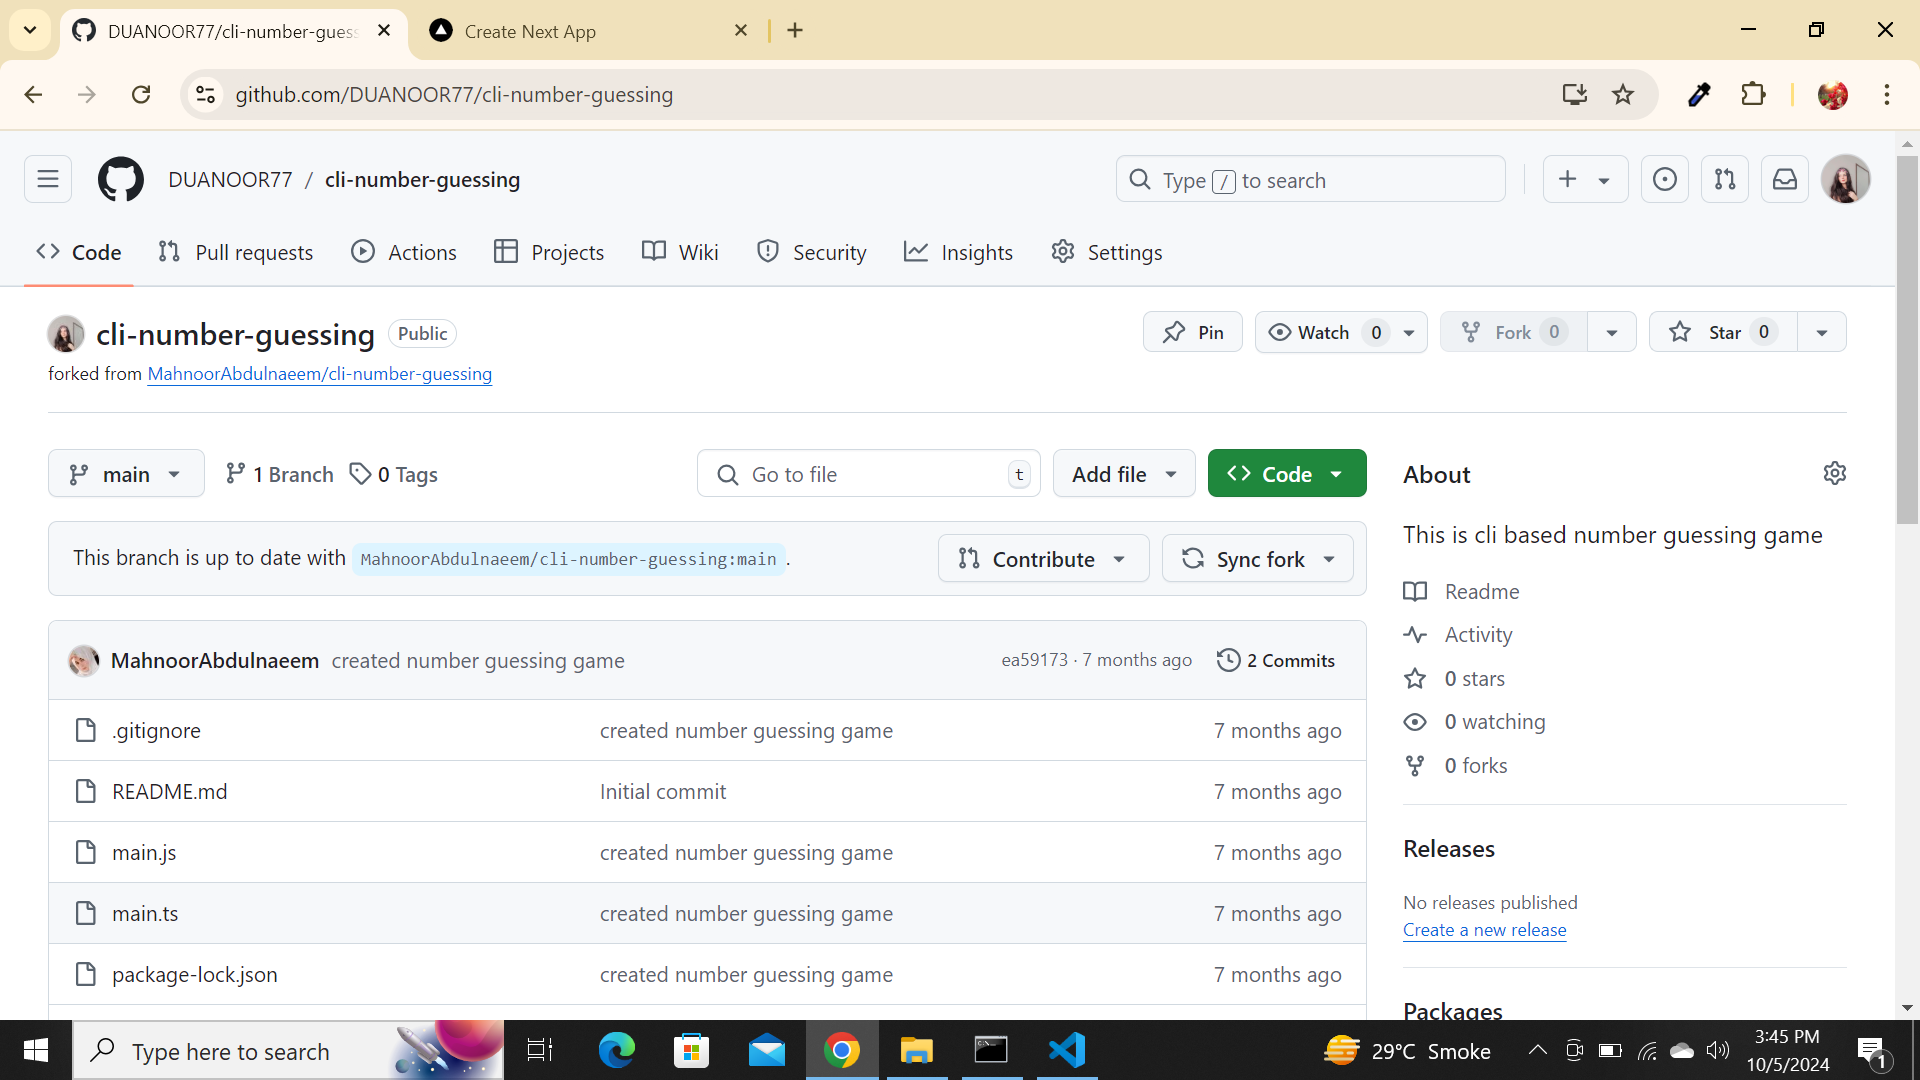 DUANOOR77/cli-number-guess
Create Next App
github.com/DUANOOR77/cli-number-guessing
DUANOOR77 / cli-number-guessing
Type / to search
Code
Pull requests
Actions
Projects
Wiki
Security
Insights
Settings
cli-number-guessing Public
Pin
Watch 0
Fork 0
Star 0
forked from MahnoorAbdulnaeem/cli-number-guessing
main
1 Branch
0 Tags
Go to file t
Add file
Code
About
This is cli based number guessing game
This branch is up to date with MahnoorAbdulnaeem/cli-number-guessing:main.
Contribute
Sync fork
Readme
Activity
0 stars
0 watching
0 forks
MahnoorAbdulnaeem created number guessing game ea59173 · 7 months ago 2 Commits
.gitignore created number guessing game 7 months ago
README.md Initial commit 7 months ago
main.js created number guessing game 7 months ago
main.ts created number guessing game 7 months ago
package-lock.json created number guessing game 7 months ago
Releases
No releases published
Create a new release
Packages
Type here to search
29°C Smoke
3:45 PM
10/5/2024
1